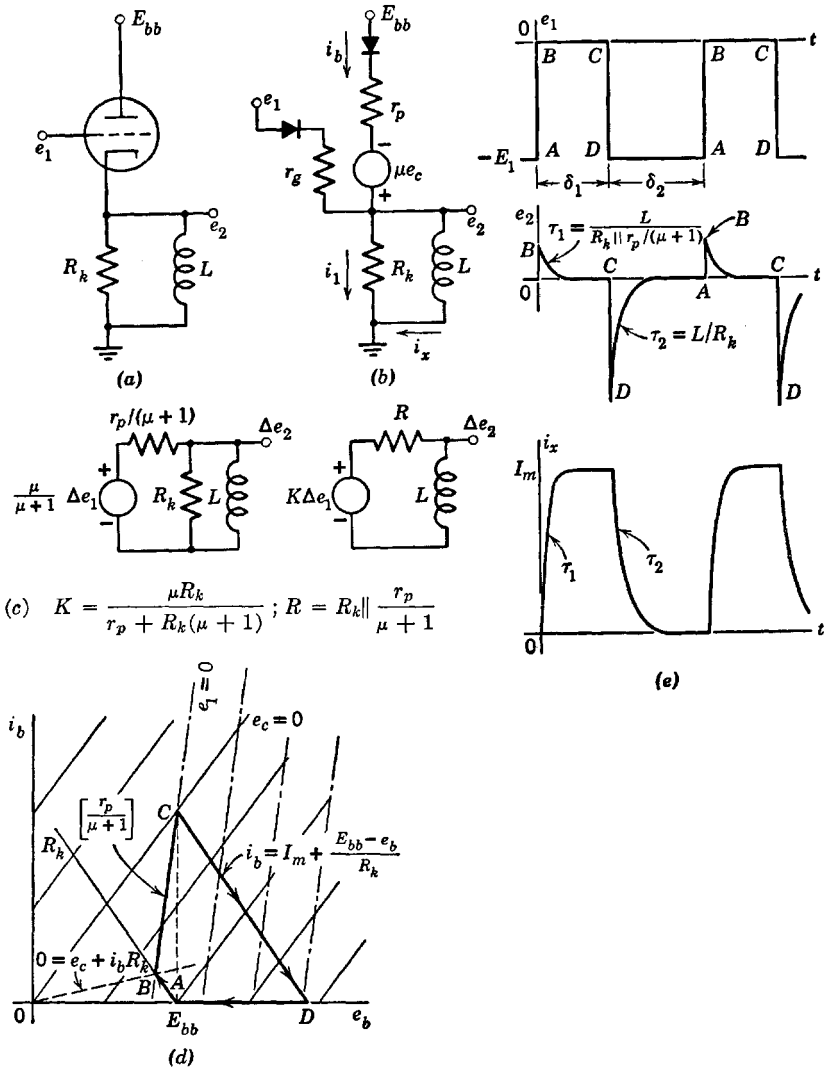 E_bb
e_1
e_2
R_k
L
(a)
E_bb
i_b
r_p
e_1
r_g
μe_c
-
+
e_2
i_1
R_k
L
i_x
(b)
0 e_1 t
B C B C
-E_1 A D A D
δ_1 δ_2
e_2 τ_1 = L / (R_k || r_p/(μ+1))
B B
C C
0 A t
τ_2 = L/R_k
D D
r_p/(μ+1)
Δe_2
+
μ/(μ+1) Δe_1
-
R_k
L
R
Δe_2
+
KΔe_1
-
L
(c) K = μR_k / (r_p + R_k(μ + 1)) ; R = R_k || r_p/(μ + 1)
i_x
I_m
τ_1 τ_2
0 t
(e)
e_1 = 0
i_b e_c = 0
C
[r_p/(μ+1)]
R_k
i_b = I_m + (E_bb - e_b)/R_k
0 = e_c + i_b R_k
B A
0 E_bb D e_b
(d)